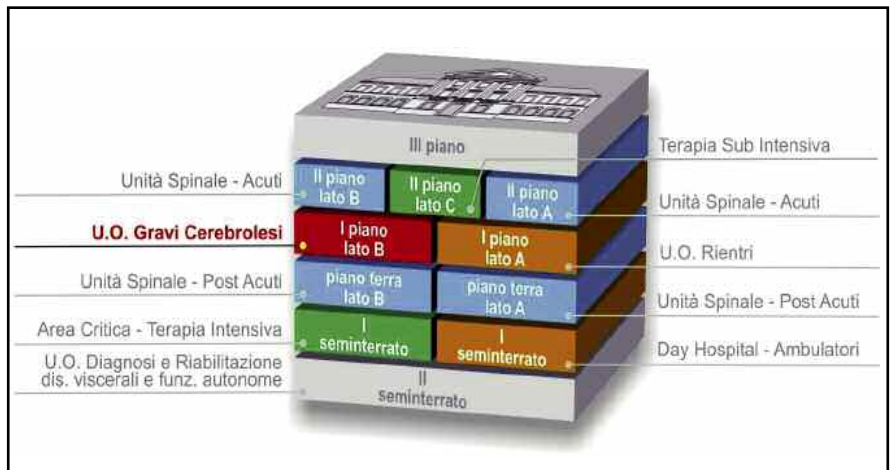 III piano
Terapia Sub Intensiva
Unità Spinale - Acuti
II piano
lato B
II piano
lato C
II piano
lato A
Unità Spinale - Acuti
U.O. Gravi Cerebrolesi
I piano
lato B
I piano
lato A
U.O. Rientri
Unità Spinale - Post Acuti
piano terra
lato B
piano terra
lato A
Unità Spinale - Post Acuti
Area Critica - Terapia Intensiva
I
seminterrato
I
seminterrato
Day Hospital - Ambulatori
U.O. Diagnosi e Riabilitazione
dis. viscerali e funz. autonome
II
seminterrato